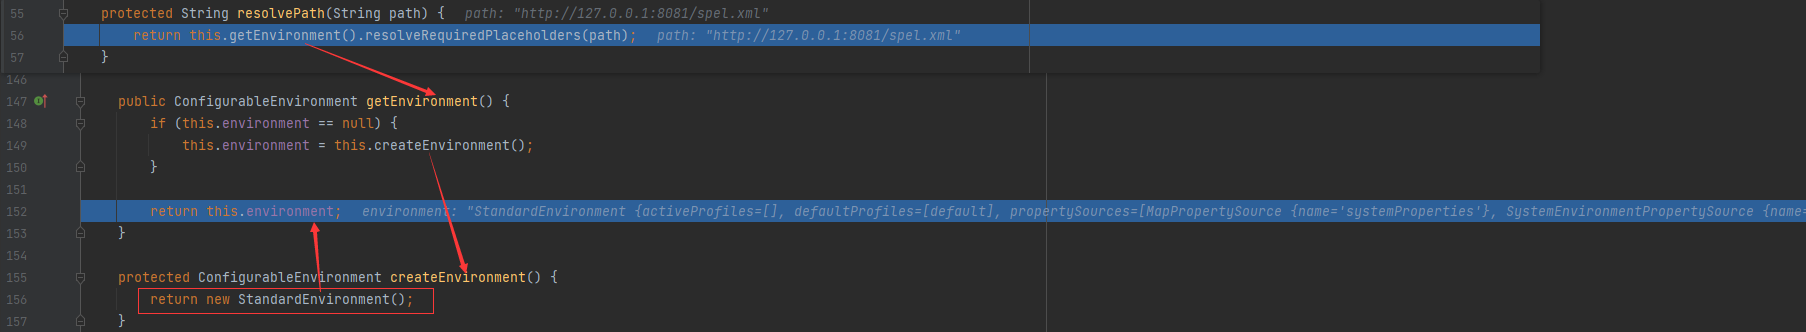 55 protected String resolvePath(String path) { path: "http://127.0.0.1:8081/spel.xml"
56 return this.getEnvironment().resolveRequiredPlaceholders(path); path: "http://127.0.0.1:8081/spel.xml"
57 }
146
147 public ConfigurableEnvironment getEnvironment() {
148 if (this.environment == null) {
149 this.environment = this.createEnvironment();
150 }
151
152 return this.environment; environment: "StandardEnvironment {activeProfiles=[], defaultProfiles=[default], propertySources=[MapPropertySource {name='systemProperties'}, SystemEnvironmentPropertySource {name=
153 }
154
155 protected ConfigurableEnvironment createEnvironment() {
156 return new StandardEnvironment();
157 }